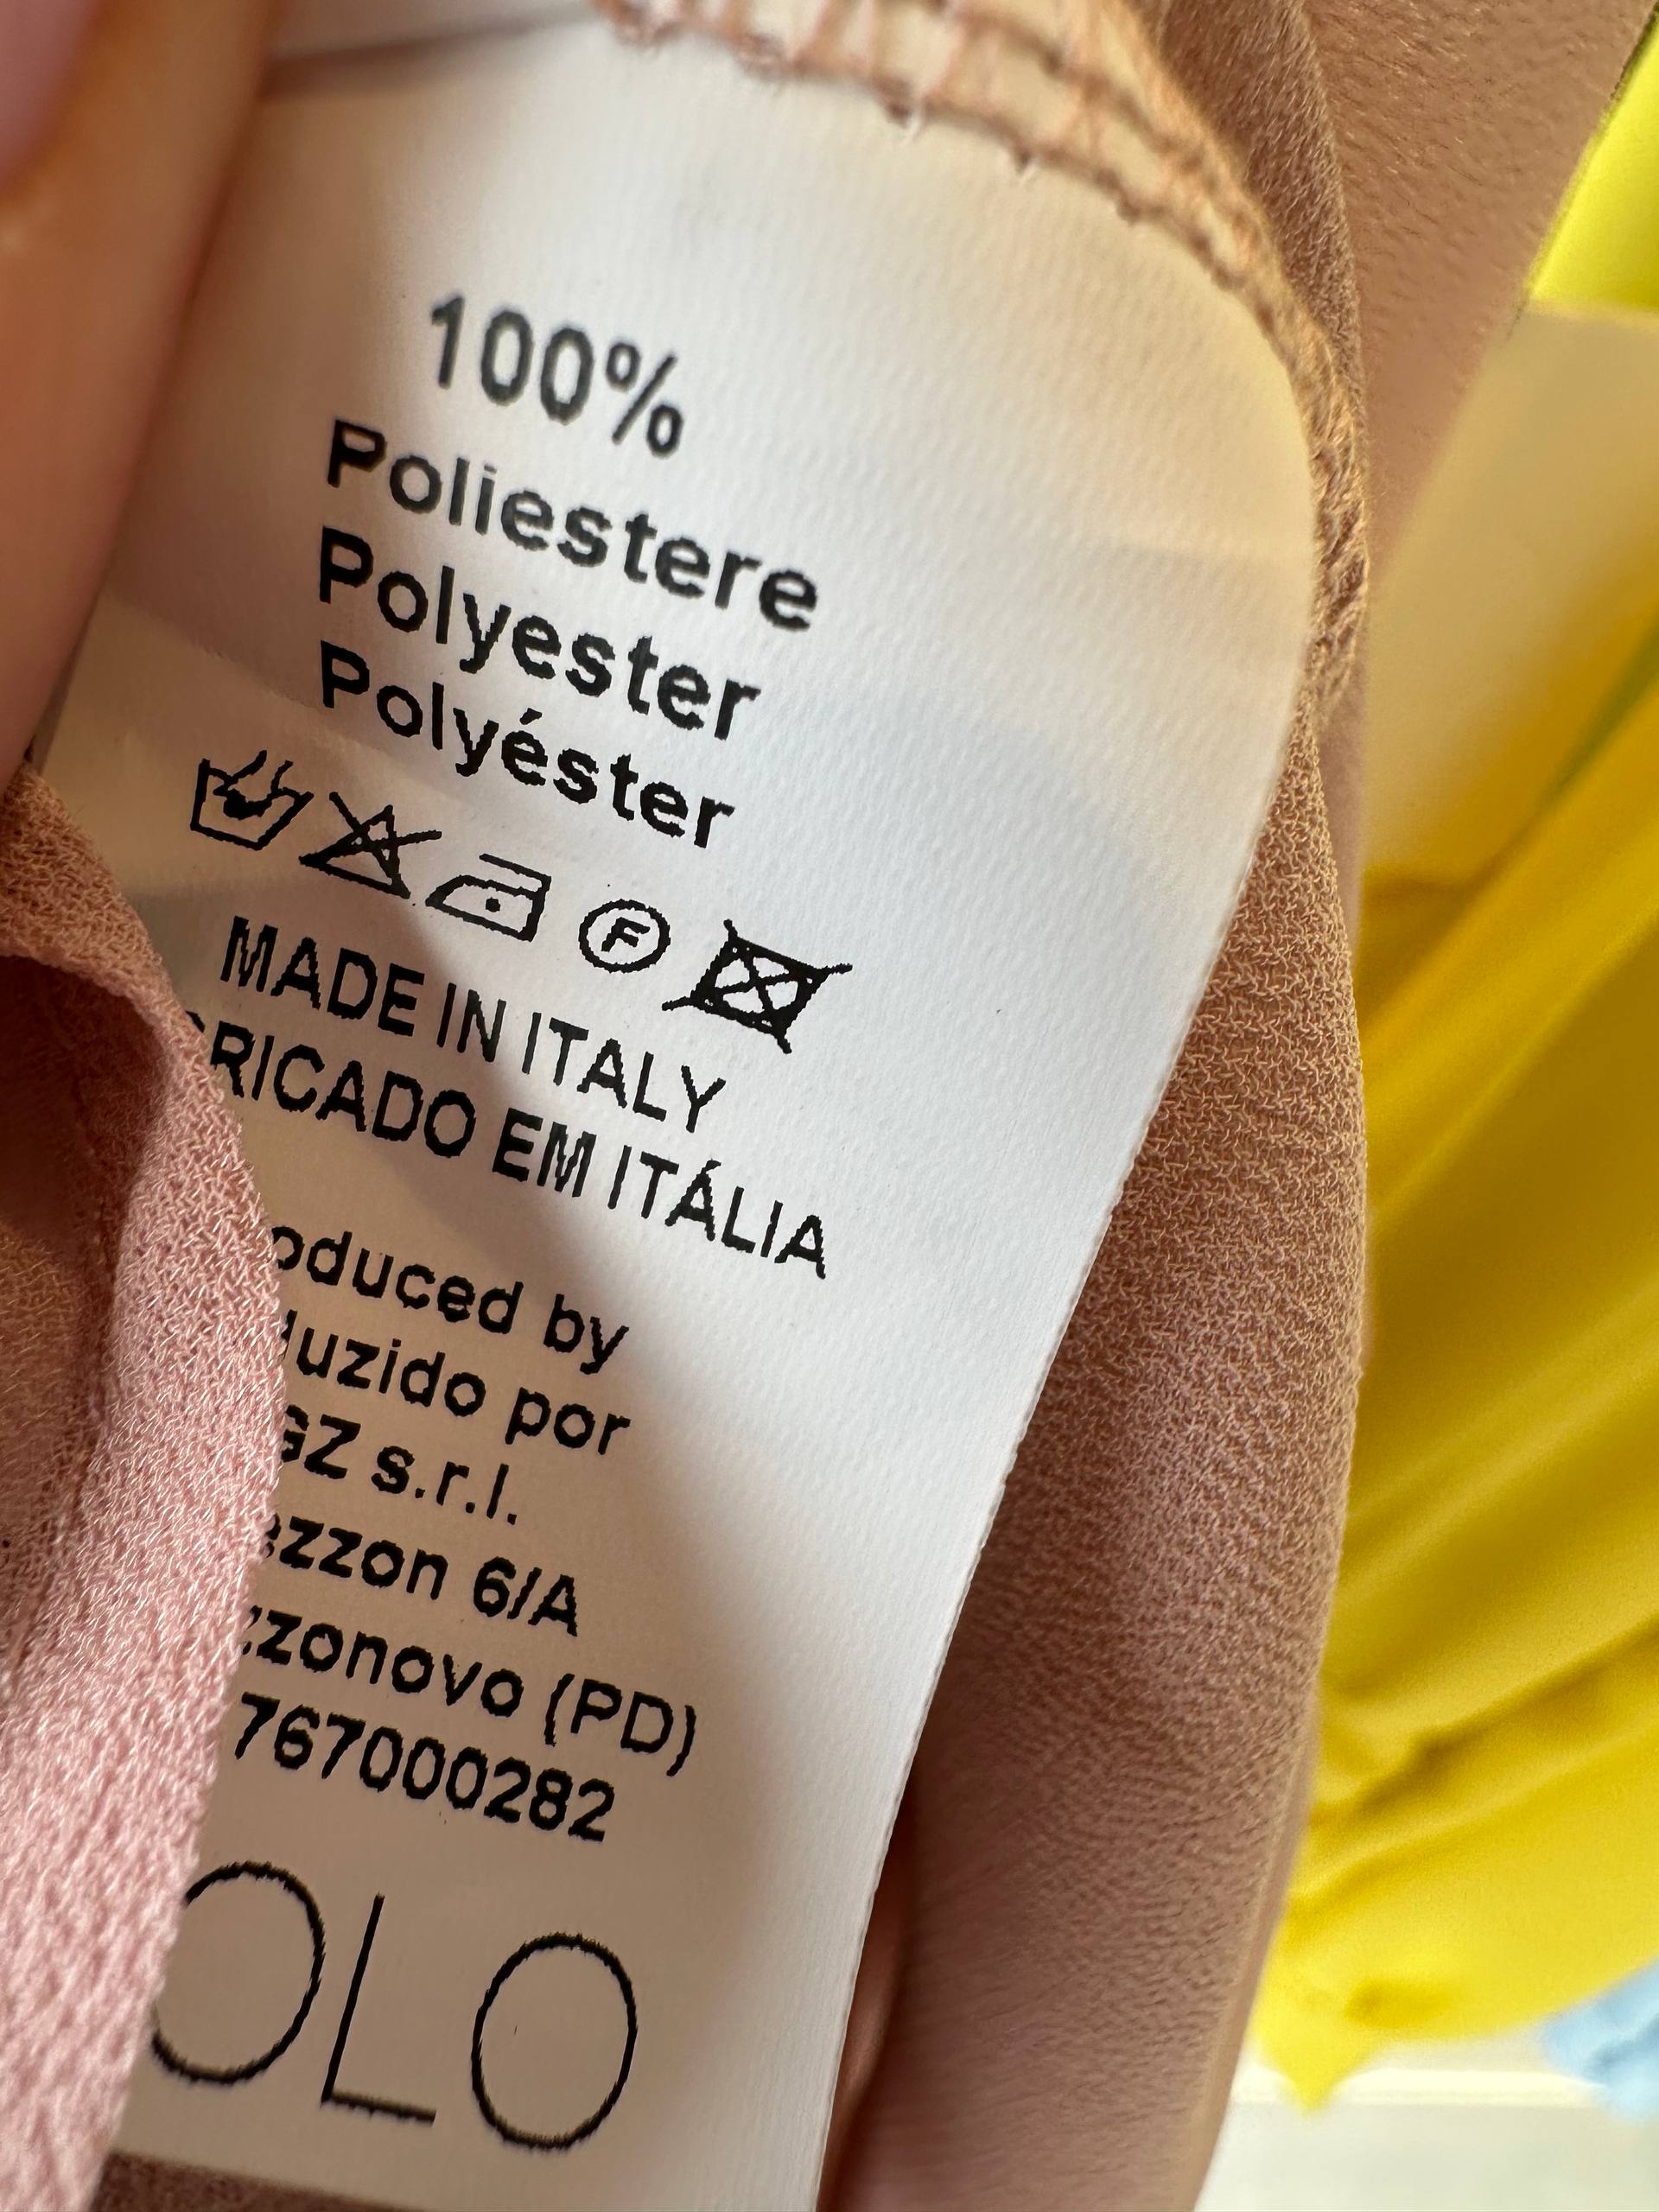 100%
Poliestere
Polyester
Polyéster
F
MADE IN ITALY
RICADO EM ITÁLIA
oduced by
uzido por
GZ s.r.l.
ezzon 6/A
zzonovo (PD)
767000282
OLO